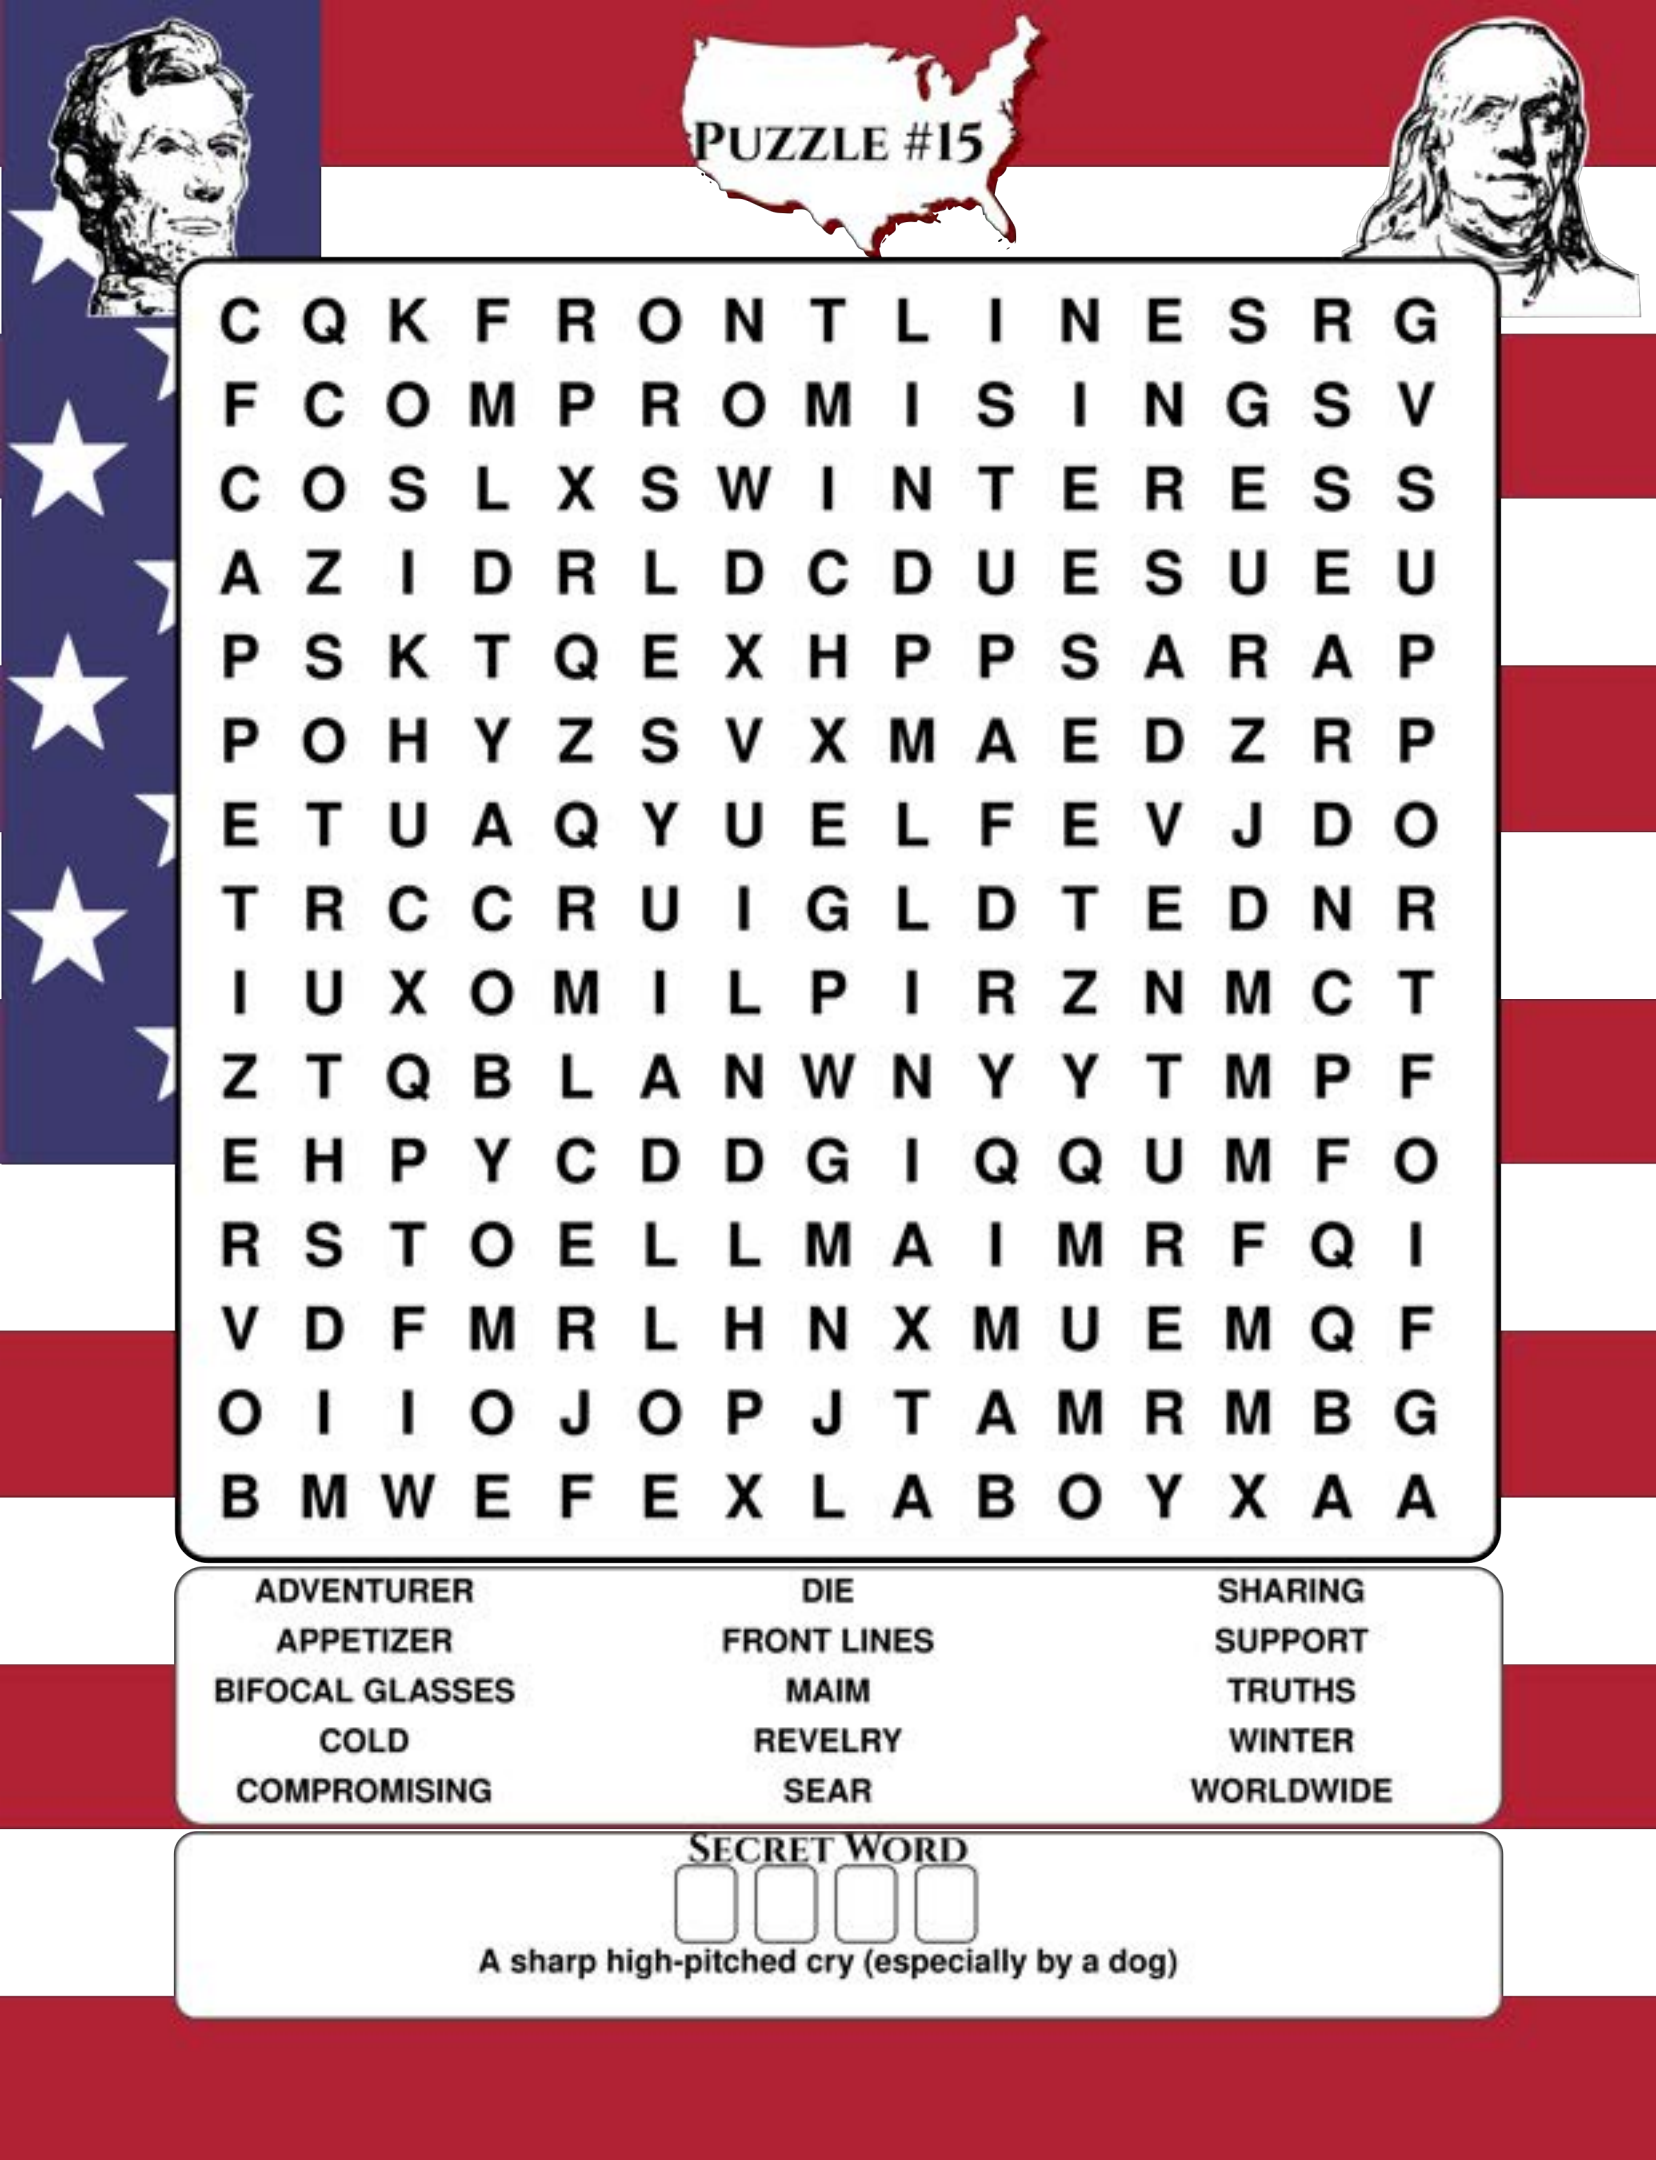 PUZZLE #15
C Q K F R O N T L I N E S R G
F C O M P R O M I S I N G S V
C O S L X S W I N T E R E S S
A Z I D R L D C D U E S U E U
P S K T Q E X H P P S A R A P
P O H Y Z S V X M A E D Z R P
E T U A Q Y U E L F E V J D O
T R C C R U I G L D T E D N R
I U X O M I L P I R Z N M C T
Z T Q B L A N W N Y Y T M P F
E H P Y C D D G I Q Q U M F O
R S T O E L L M A I M R F Q I
V D F M R L H N X M U E M Q F
O I I O J O P J T A M R M B G
B M W E F E X L A B O Y X A A
ADVENTURER DIE SHARING
APPETIZER FRONT LINES SUPPORT
BIFOCAL GLASSES MAIM TRUTHS
COLD REVELRY WINTER
COMPROMISING SEAR WORLDWIDE
SECRET WORD
A sharp high-pitched cry (especially by a dog)